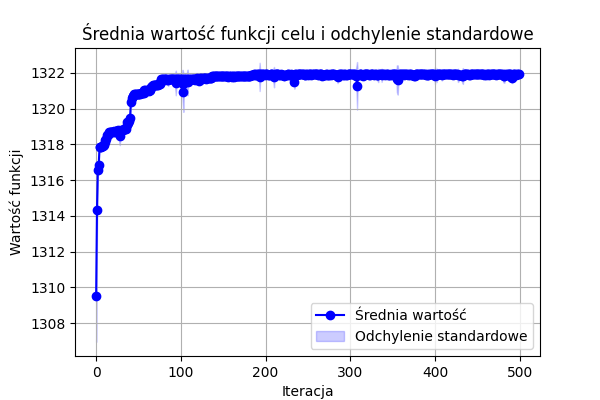 Średnia wartość funkcji celu i odchylenie standardowe
Wartość funkcji
1322
1320
1318
1316
1314
1312
1310
1308
0
100
200
300
400
500
Iteracja
Średnia wartość
Odchylenie standardowe